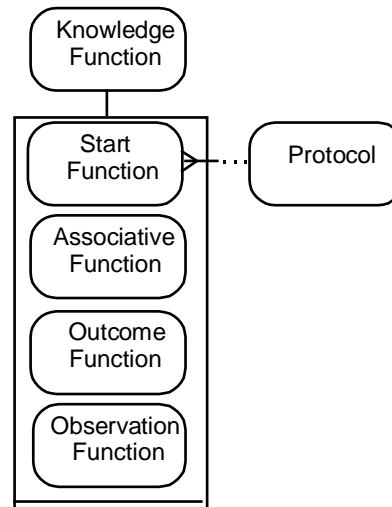 Knowledge
Function
Start
Function
Protocol
Associative
Function
Outcome
Function
Observation
Function